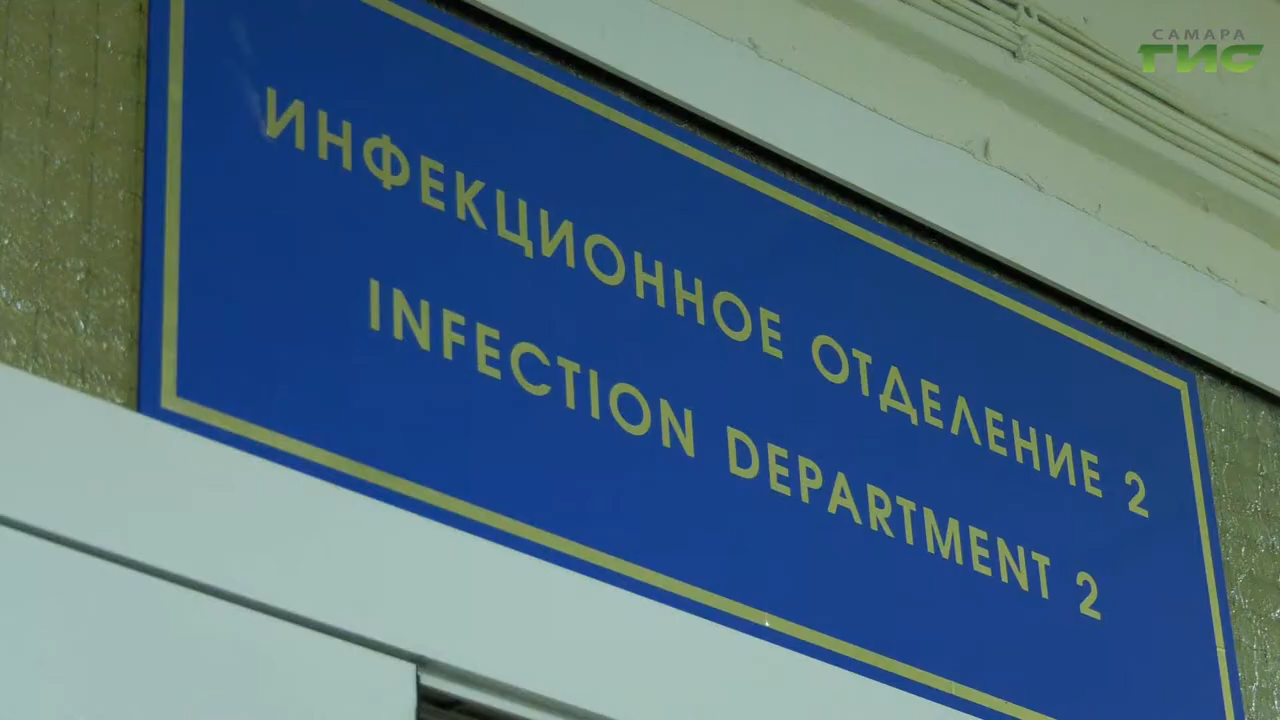 САМАРА
ГИС
ИНФЕКЦИОННОЕ ОТДЕЛЕНИЕ 2
INFECTION DEPARTMENT 2